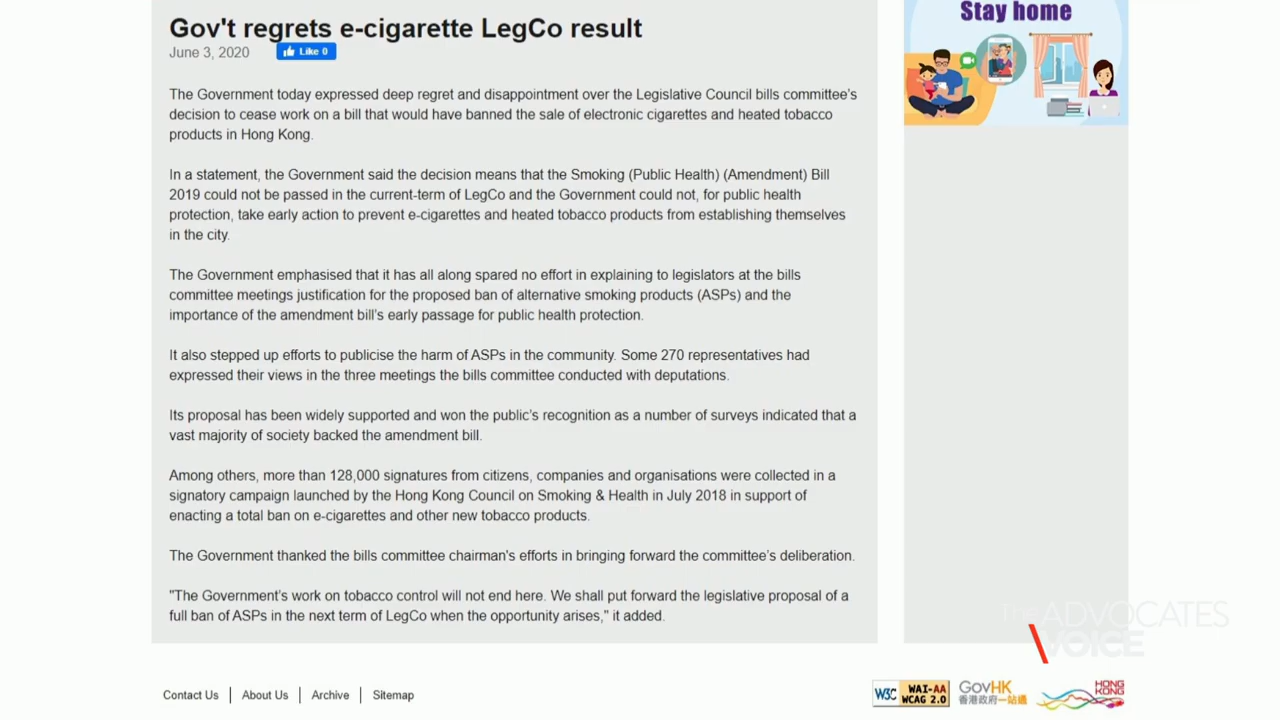 Gov't regrets e-cigarette LegCo result
June 3, 2020
Like 0
Stay home
The Government today expressed deep regret and disappointment over the Legislative Council bills committee's
decision to cease work on a bill that would have banned the sale of electronic cigarettes and heated tobacco
products in Hong Kong.
In a statement, the Government said the decision means that the Smoking (Public Health) (Amendment) Bill
2019 could not be passed in the current-term of LegCo and the Government could not, for public health
protection, take early action to prevent e-cigarettes and heated tobacco products from establishing themselves
in the city.
The Government emphasised that it has all along spared no effort in explaining to legislators at the bills
committee meetings justification for the proposed ban of alternative smoking products (ASPs) and the
importance of the amendment bill's early passage for public health protection.
It also stepped up efforts to publicise the harm of ASPs in the community. Some 270 representatives had
expressed their views in the three meetings the bills committee conducted with deputations.
Its proposal has been widely supported and won the public's recognition as a number of surveys indicated that a
vast majority of society backed the amendment bill.
Among others, more than 128,000 signatures from citizens, companies and organisations were collected in a
signatory campaign launched by the Hong Kong Council on Smoking & Health in July 2018 in support of
enacting a total ban on e-cigarettes and other new tobacco products.
The Government thanked the bills committee chairman's efforts in bringing forward the committee's deliberation.
"The Government's work on tobacco control will not end here. We shall put forward the legislative proposal of a
full ban of ASPs in the next term of LegCo when the opportunity arises," it added.
The ADVOCATES
VOICE
Contact Us | About Us | Archive | Sitemap
W3C WAI-AA
WCAG 2.0
GovHK
香港政府一站通
HONG
KONG